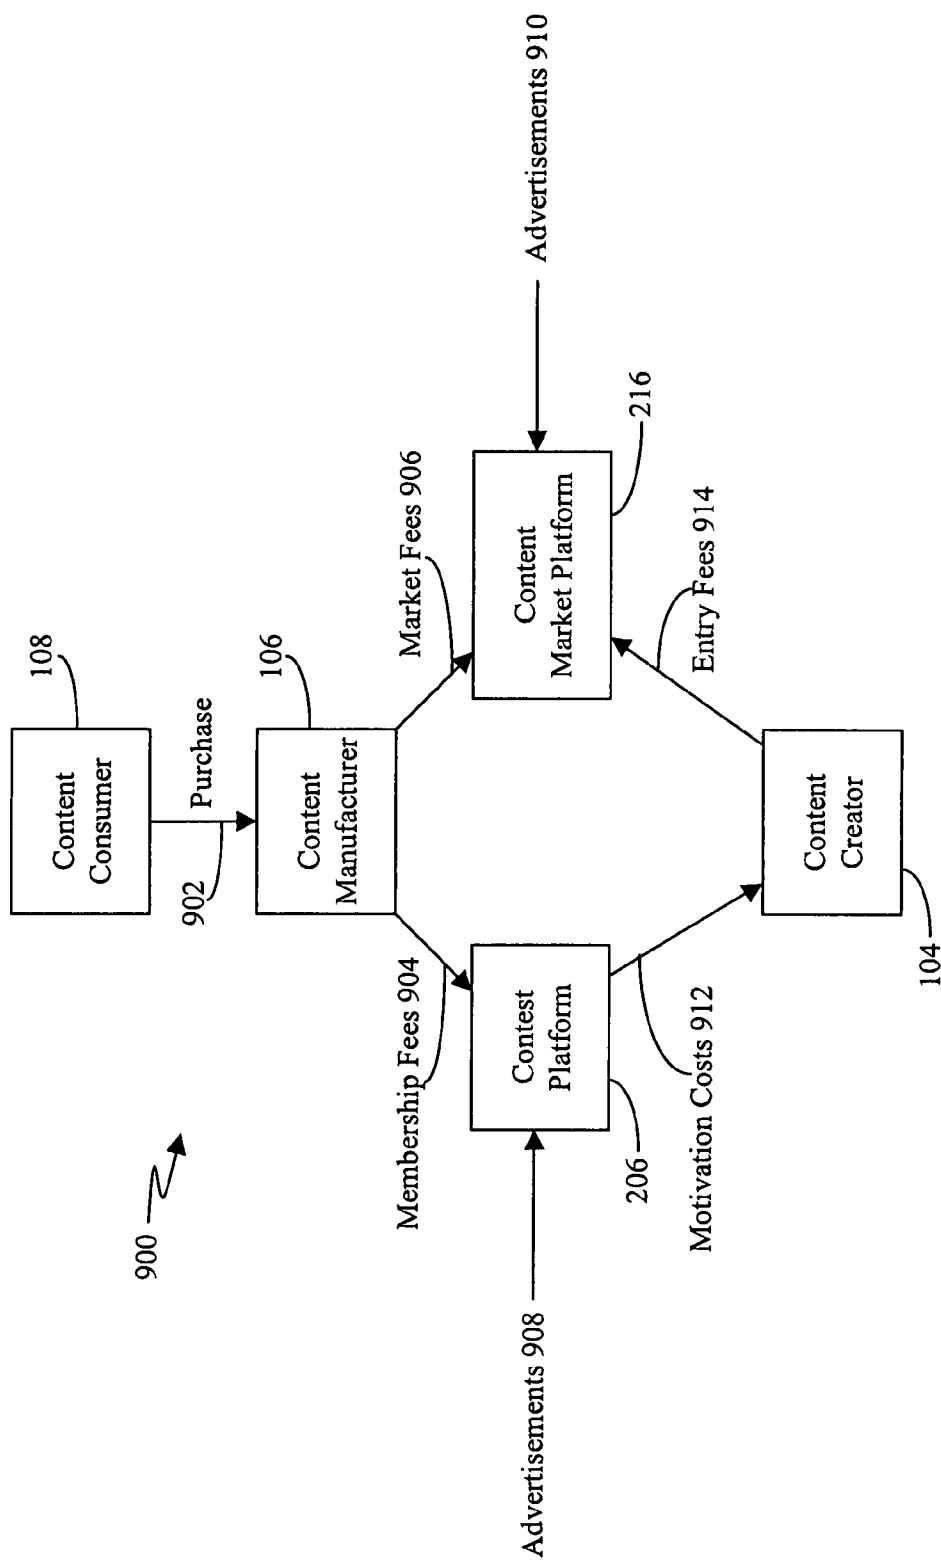 900
Content
Consumer
108
902
Purchase
Content
Manufacturer
106
Membership Fees 904
Market Fees 906
Advertisements 908
Contest
Platform
206
Content
Market Platform
216
Advertisements 910
Motivation Costs 912
Entry Fees 914
Content
Creator
104